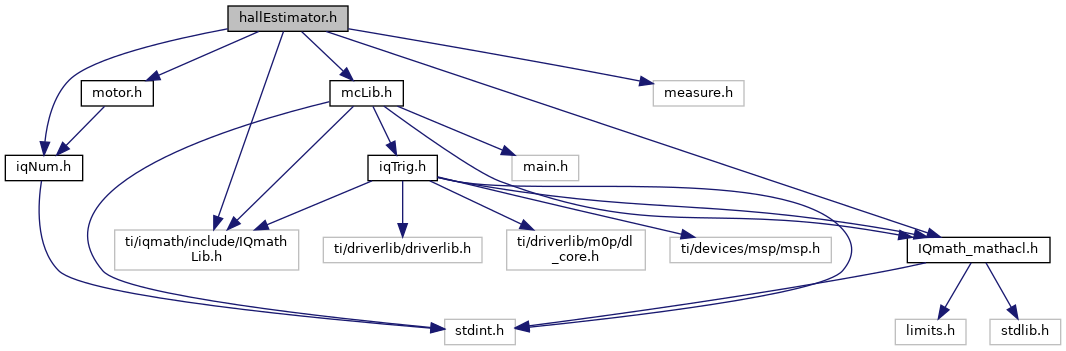 hallEstimator.h
motor.h
mcLib.h
measure.h
iqNum.h
iqTrig.h
main.h
ti/iqmath/include/IQmath
Lib.h
ti/driverlib/driverlib.h
ti/driverlib/m0p/dl
_core.h
ti/devices/msp/msp.h
IQmath_mathacl.h
stdint.h
limits.h
stdlib.h